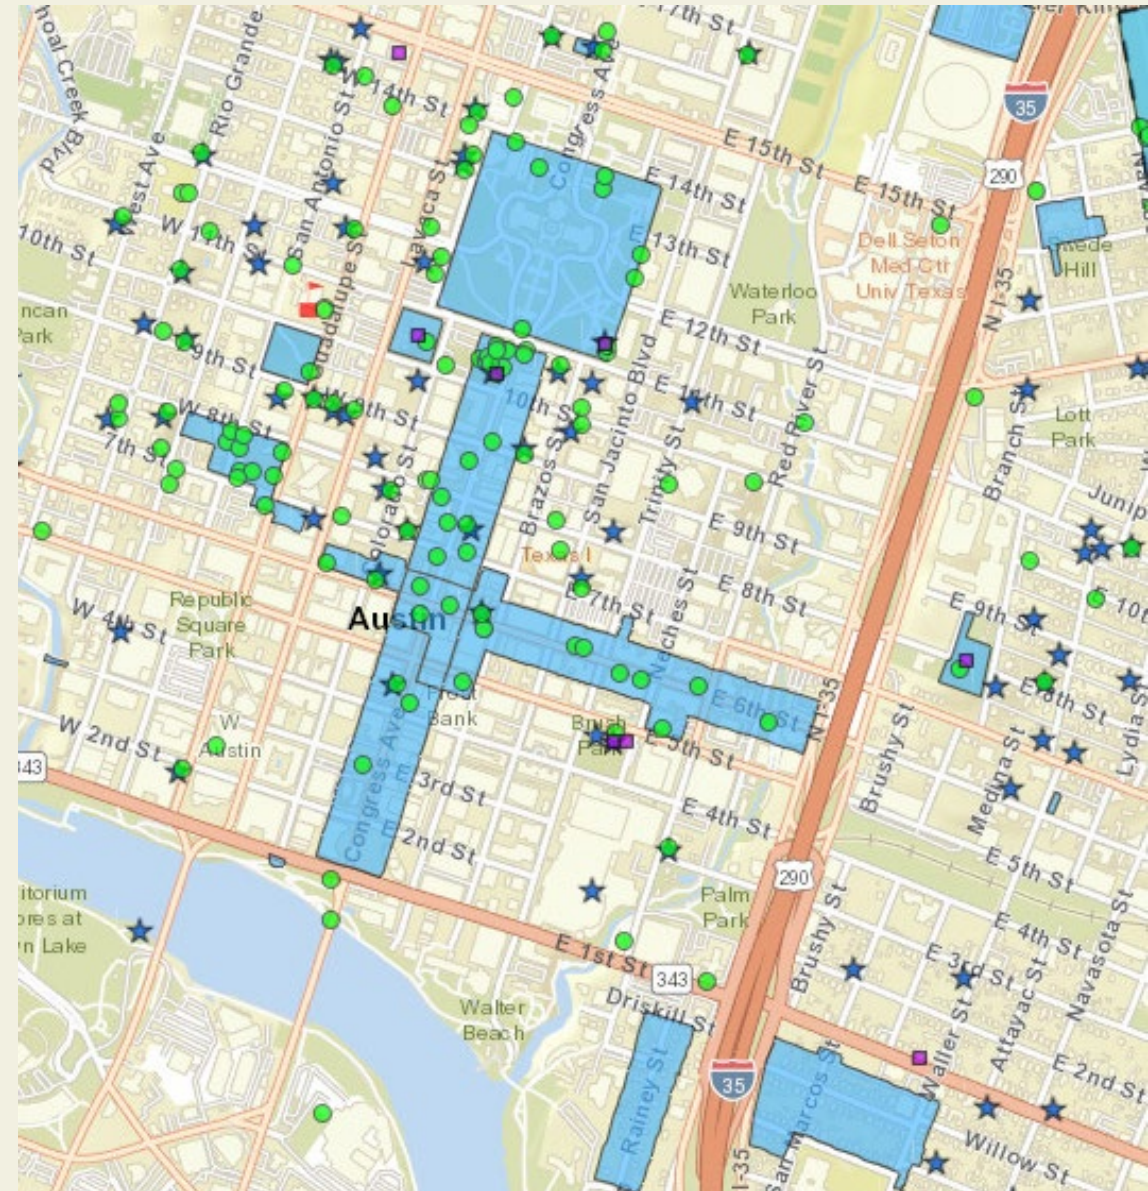 17th St
W 14th St
Rio Grande
San Antonio St
Congress Ave
35
E 15th St
290
E 15th St
E 14th St
Lavaca St
W 11th St
10th St
E 13th St
Dell Seton
Med Ctr
Univ Texas
Hill
Waterloo
Park
E 12th St
N I-35
Guadalupe St
Park
9th St
San Jacinto Blvd
E 11th St
Red River St
Branch St
Lott
Park
W 8th St
10th St
7th St
Colorado St
Brazos St
Trinity St
E 9th St
E 8th St
E 7th St
Neches St
Republic
Square
Park
W 4th St
Austin
E 9th St
E 8th St
E 10
Bank
E 6th St
N I-35
W
Austin
W 2nd St
343
Brush
Park
E 5th St
Brushy St
Medina St
Lydia St
Congress Ave
E 3rd St
E 2nd St
E 4th St
E 5th St
290
Palm
Park
Brushy St
E 4th St
E 3rd St
E 1st St
343
Driskill St
Walter
Beach
Waller St
Attayac St
Navasota St
E 2nd St
35
Rainey St
San Marcos St
I-35
Willow St